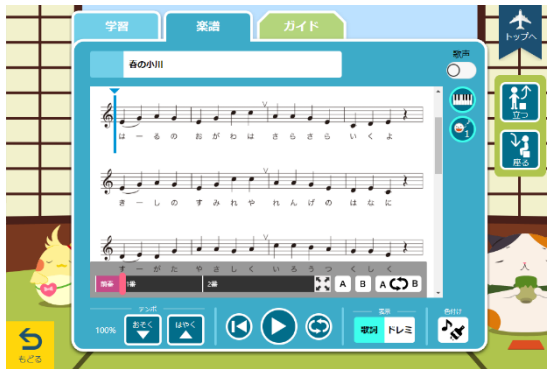 学習
楽譜
ガイド
トップへ
春の小川
歌声
はーるの おがわは さらさら いくよ
立つ
座る
きーしの すみれや れんげの はなに
すーがた やさしく いろうつ くしく
前奏 1番 2番
A B A B
テンポ
100% おそく はやく
歌詞 ドレミ
色付け
もどる